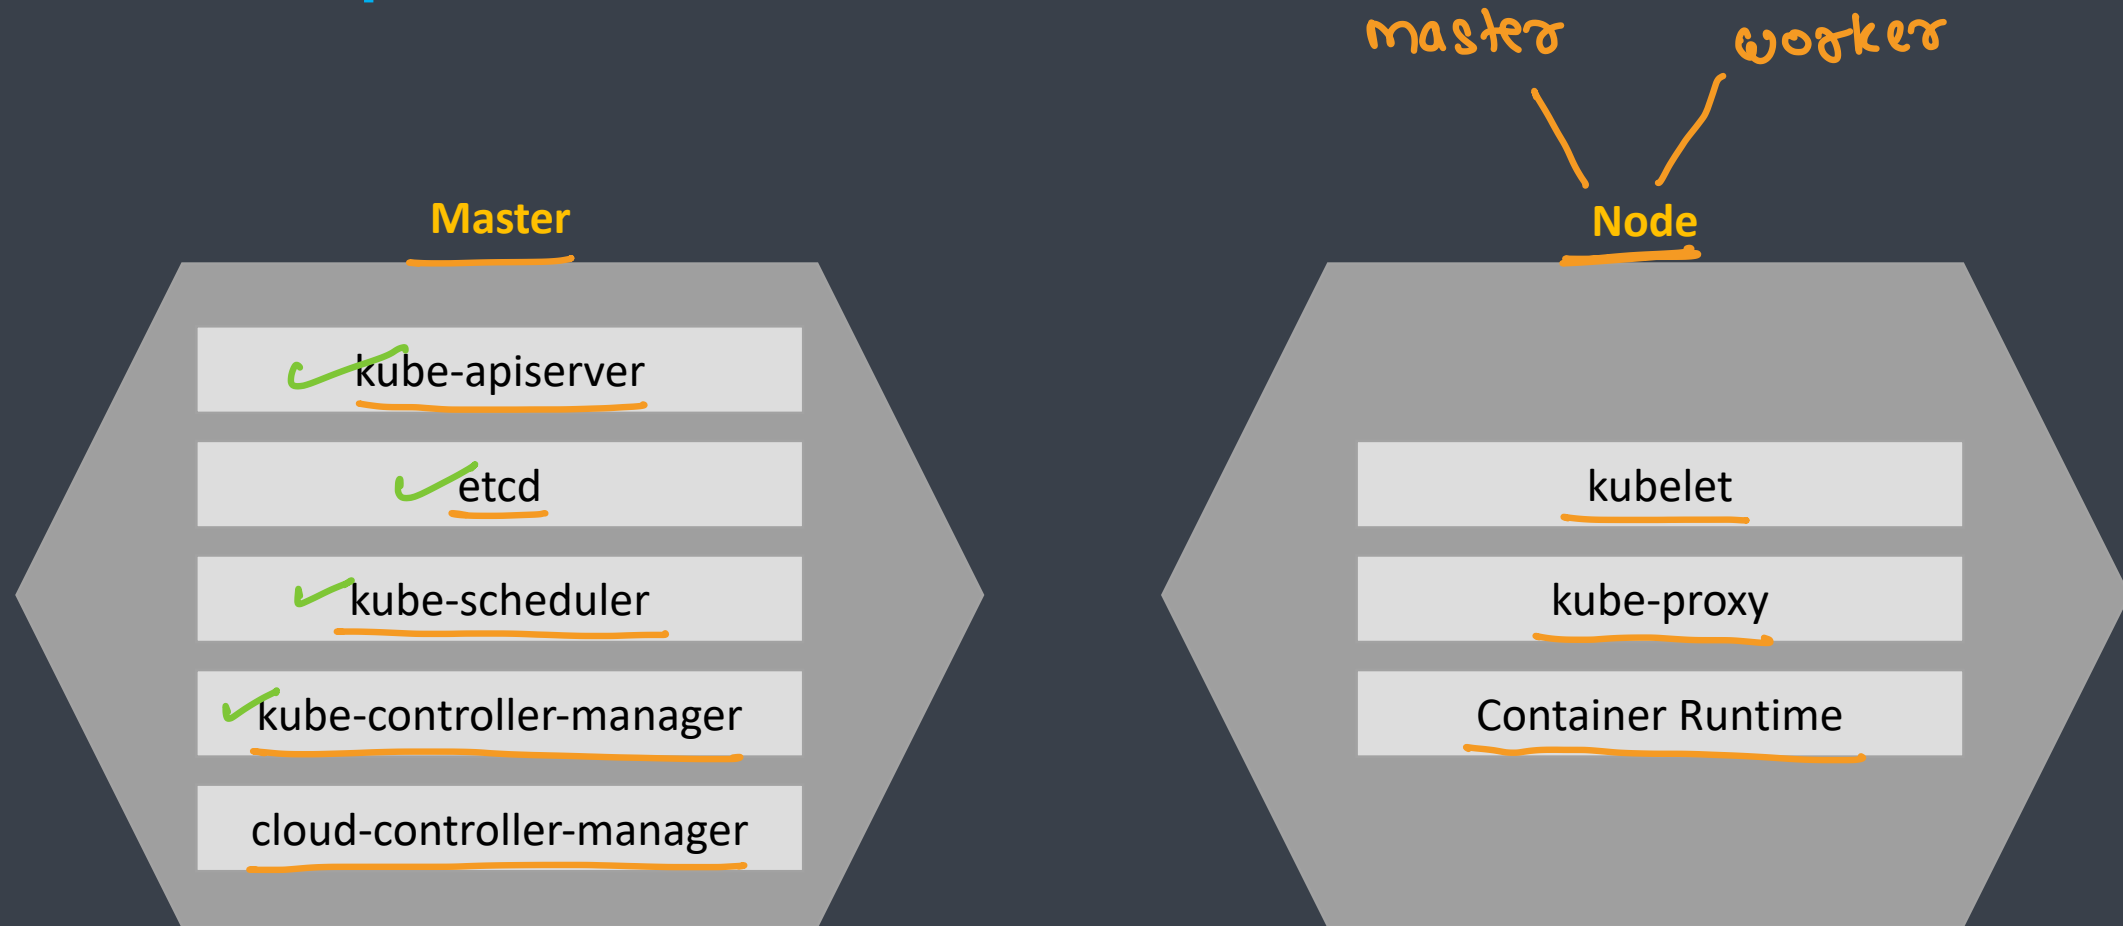 master
worker
Master
kube-apiserver
etcd
kube-scheduler
kube-controller-manager
cloud-controller-manager
Node
kubelet
kube-proxy
Container Runtime